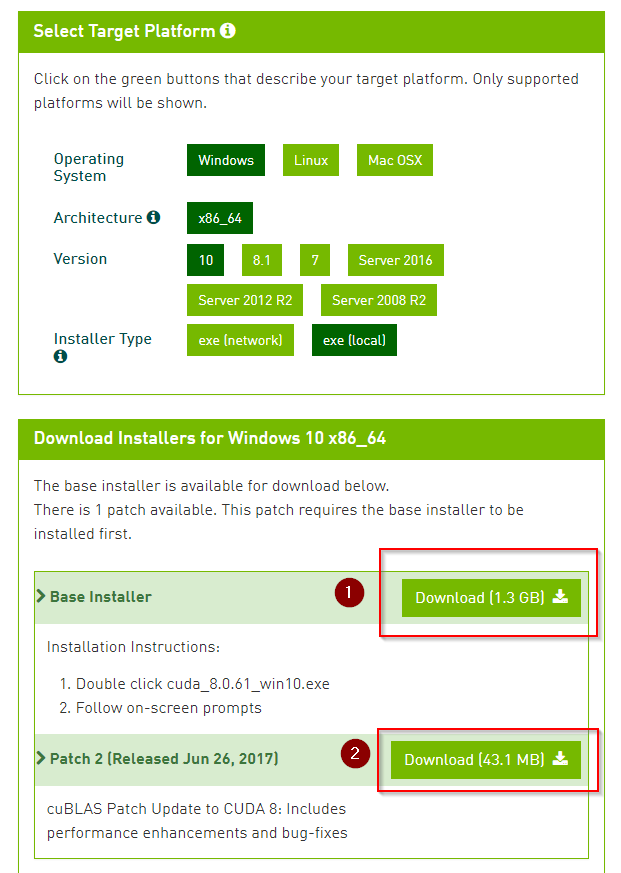 Select Target Platform
Click on the green buttons that describe your target platform. Only supported
platforms will be shown.
Operating
System
Windows Linux Mac OSX
Architecture x86_64
Version 10 8.1 7 Server 2016
Server 2012 R2 Server 2008 R2
Installer Type exe (network) exe (local)
Download Installers for Windows 10 x86_64
The base installer is available for download below.
There is 1 patch available. This patch requires the base installer to be
installed first.
Base Installer 1 Download (1.3 GB)
Installation Instructions:
1. Double click cuda_8.0.61_win10.exe
2. Follow on-screen prompts
Patch 2 (Released Jun 26, 2017) 2 Download (43.1 MB)
cuBLAS Patch Update to CUDA 8: Includes
performance enhancements and bug-fixes